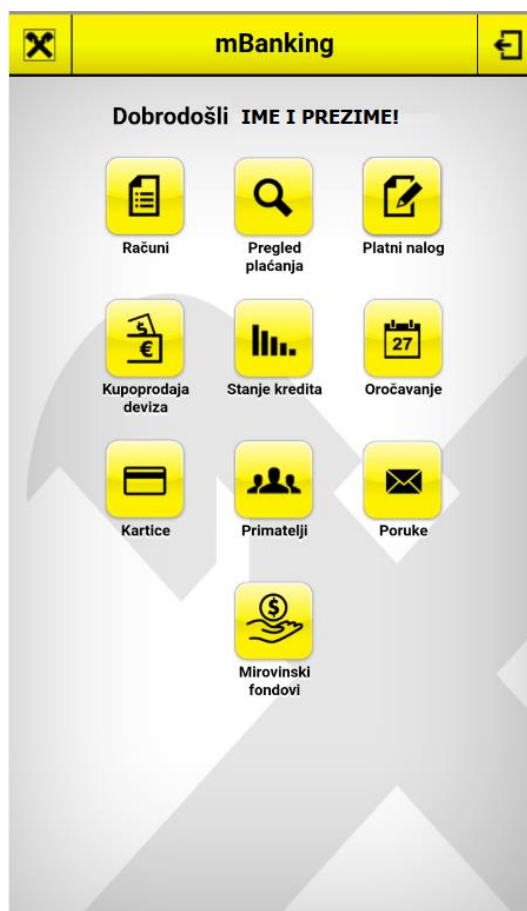 mBanking
Dobrodošli IME I PREZIME!
Računi
Pregled
plaćanja
Platni nalog
$
€
27
Kupoprodaja
deviza
Stanje kredita
Oročavanje
Kartice
Primatelji
Poruke
$
Mirovinski
fondovi